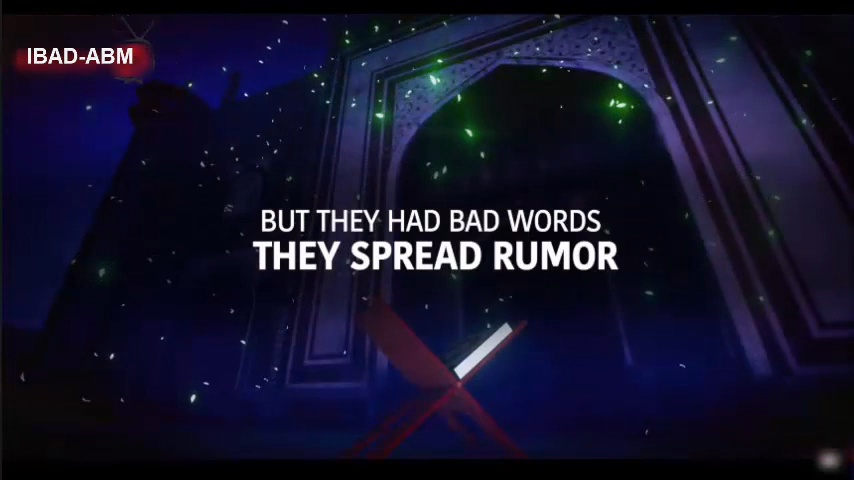 IBAD-ABM
BUT THEY HAD BAD WORDS
THEY SPREAD RUMOR